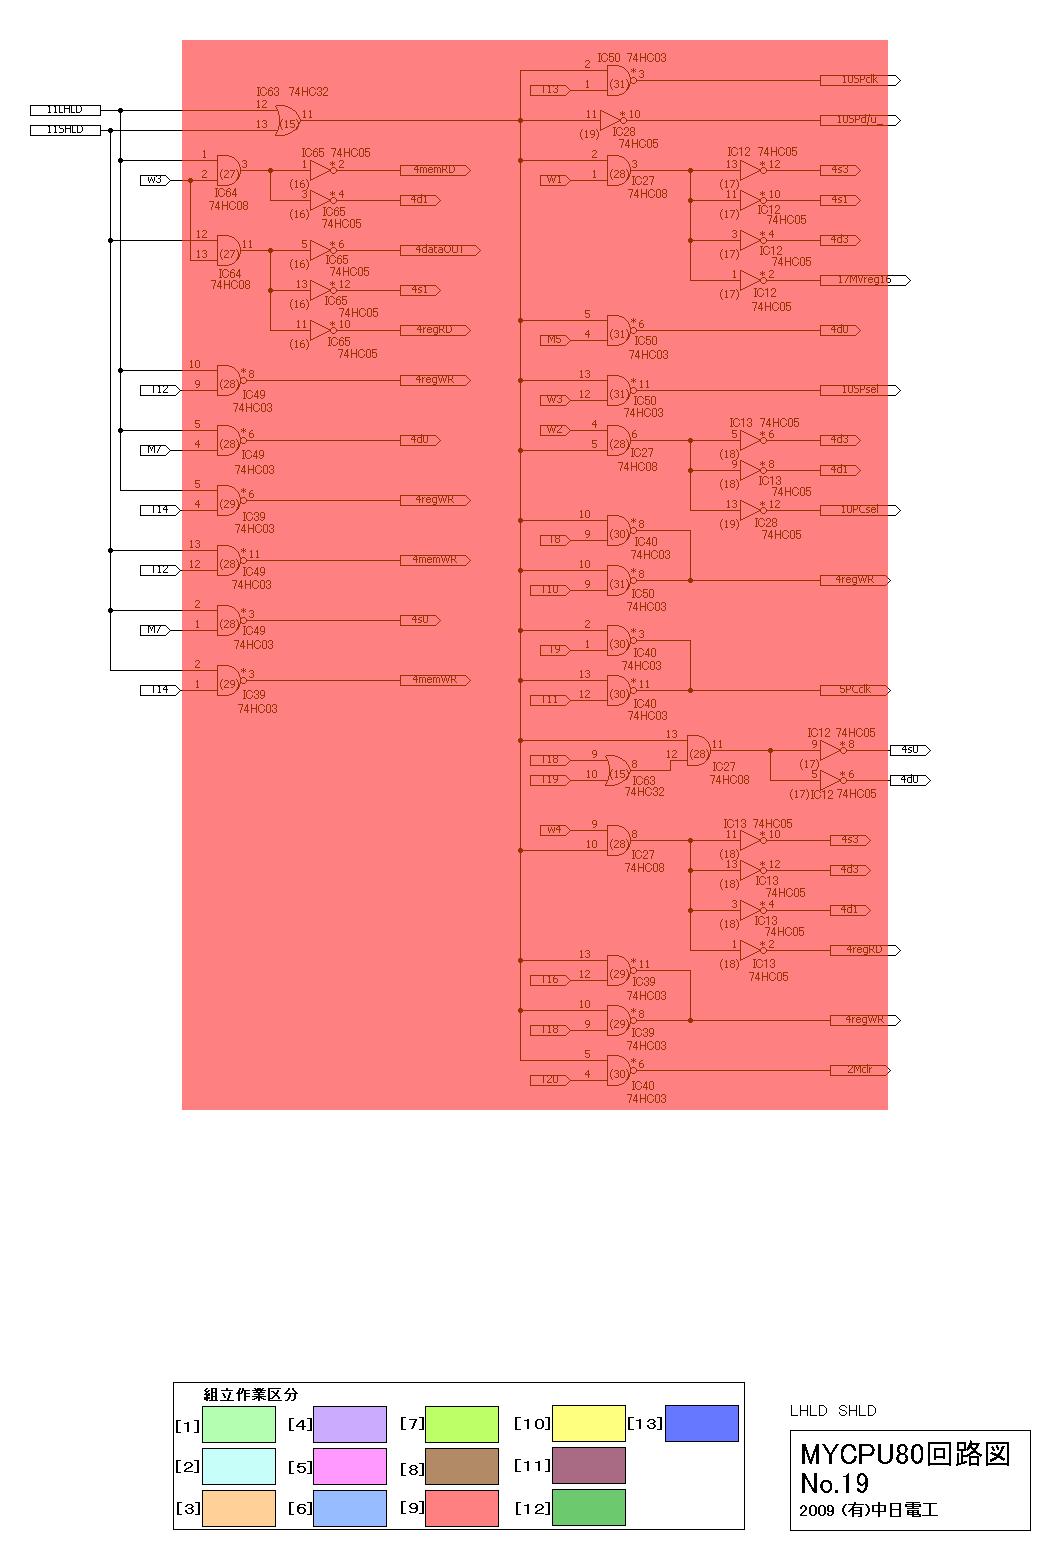 IC50 74HC03
2
*3
(31)
10SPclk
T13
1
IC63 74HC32
12
11LHLD
11
13
(15)
11SHLD
11
*10
10SPd/u_
(19)
IC28
74HC05
1
3
IC65 74HC05
1
*2
4memRD
W3
2
(27)
(16)
IC64
74HC08
3
*4
4d1
(16)
IC65
74HC05
2
3
W1
1
(28)
IC27
74HC08
IC12 74HC05
13
*12
4s3
(17)
11
*10
4s1
(17)
IC12
74HC05
3
*4
4d3
(17)
IC12
74HC05
1
*2
17MVreg16
(17)
IC12
74HC05
12
11
13
(27)
IC64
74HC08
5
*6
4dataOUT
(16)
IC65
74HC05
13
*12
4s1
(16)
IC65
74HC05
11
*10
4regRD
(16)
IC65
74HC05
5
*6
4d0
M5
4
(31)
IC50
74HC03
10
*8
4regWR
T12
9
(28)
IC49
74HC03
13
*11
10SPsel
W3
12
(31)
IC50
74HC03
5
*6
4d0
M7
4
(28)
IC49
74HC03
W2
4
6
5
(28)
IC27
74HC08
IC13 74HC05
5
*6
4d3
(18)
9
*8
4d1
(18)
IC13
74HC05
13
*12
10PCsel
(19)
IC28
74HC05
5
*6
4regWR
T14
4
(29)
IC39
74HC03
10
*8
T8
9
(30)
IC40
74HC03
13
*11
4memWR
T12
12
(28)
IC49
74HC03
10
*8
4regWR
T10
9
(31)
IC50
74HC03
2
*3
4s0
M7
1
(28)
IC49
74HC03
2
*3
T9
1
(30)
IC40
74HC03
2
*3
4memWR
T14
1
(29)
IC39
74HC03
13
*11
5PCclk
T11
12
(30)
IC40
74HC03
13
11
12
(28)
IC27
74HC08
T18
9
8
T19
10
(15)
IC63
74HC32
IC12 74HC05
9
*8
4s0
(17)
5
*6
4d0
(17)IC12 74HC05
W4
9
8
10
(28)
IC27
74HC08
IC13 74HC05
11
*10
4s3
(18)
13
*12
4d3
(18)
IC13
74HC05
3
*4
4d1
(18)
IC13
74HC05
1
*2
4regRD
(18)
IC13
74HC05
13
*11
T16
12
(29)
IC39
74HC03
10
*8
4regWR
T18
9
(29)
IC39
74HC03
5
*6
2Mclr
T20
4
(30)
IC40
74HC03
組立作業区分
[1] [4] [7] [10] [13]
[2] [5] [8] [11]
[3] [6] [9] [12]
LHLD SHLD
MYCPU80回路図
No.19
2009 (有)中日電工